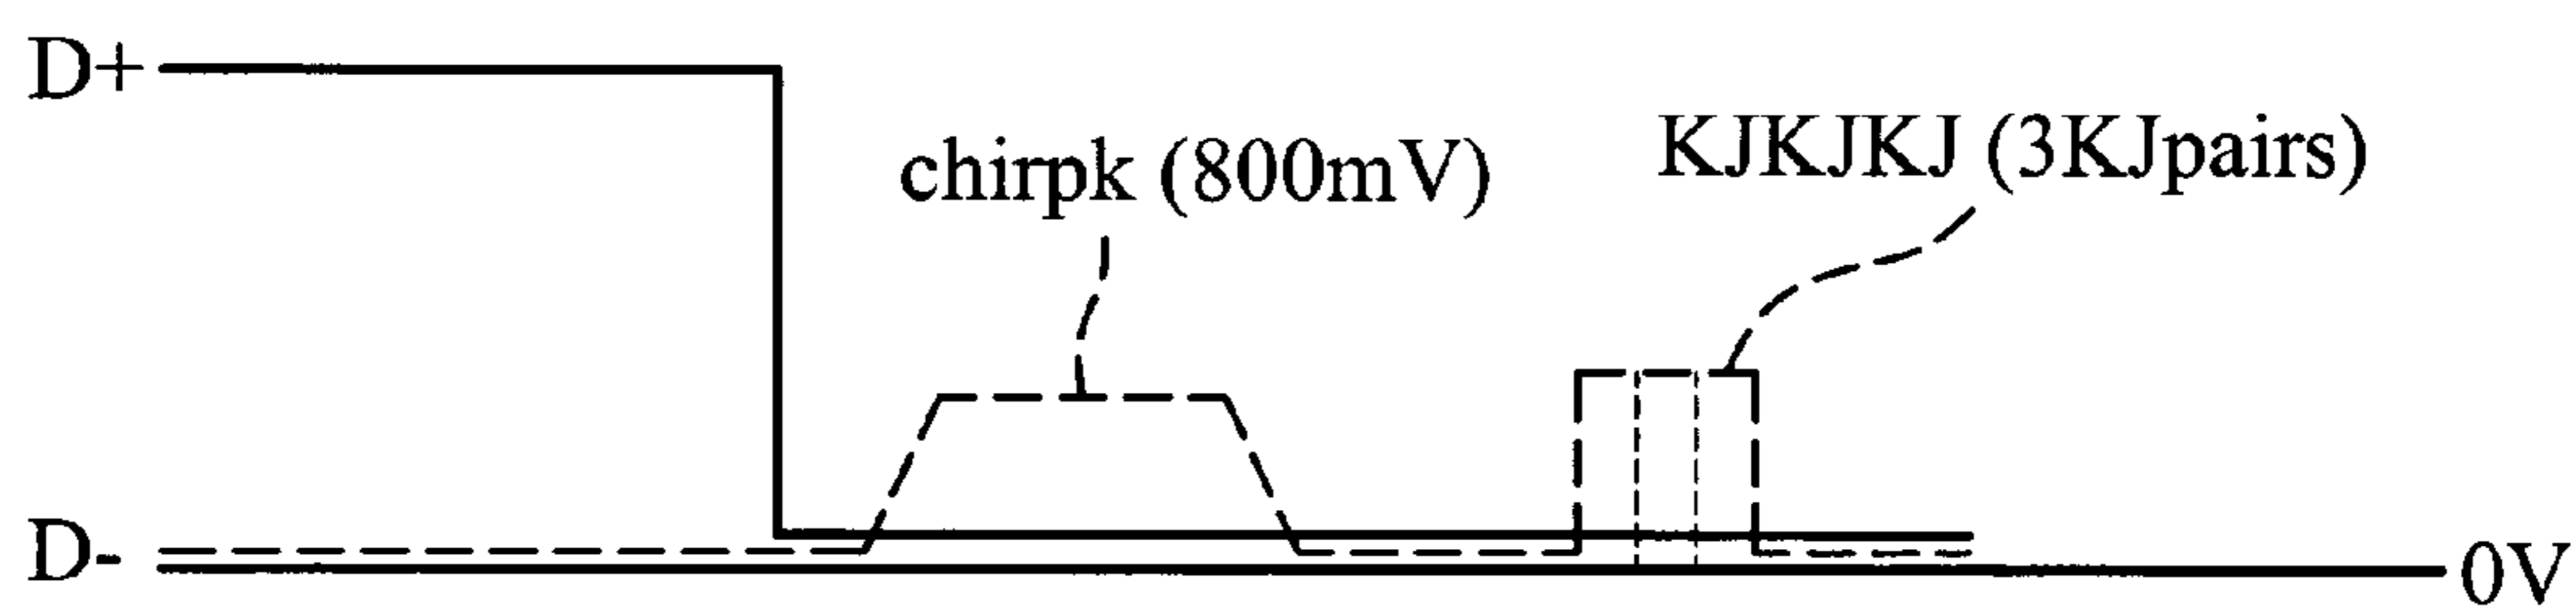 D+
chirpk (800mV)
KJKJKJ (3KJpairs)
D-
0V